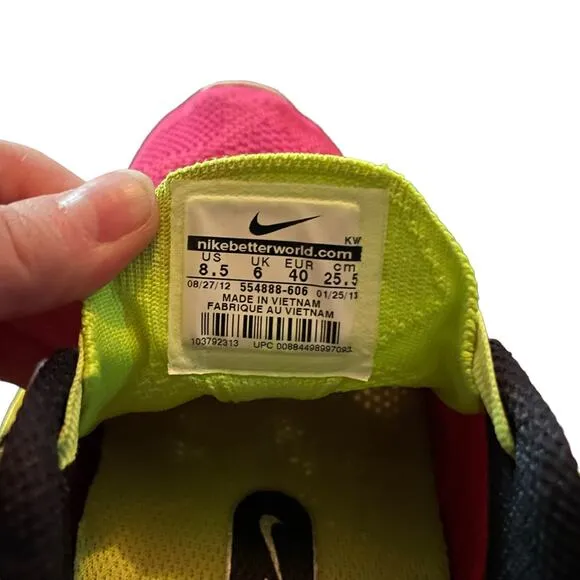 KW
nikebetterworld.com
US UK EUR cm
8.5 6 40 25.5
08/27/12 554888-606 01/25/13
MADE IN VIETNAM
FABRIQUE AU VIETNAM
103792313 UPC 00884498997093